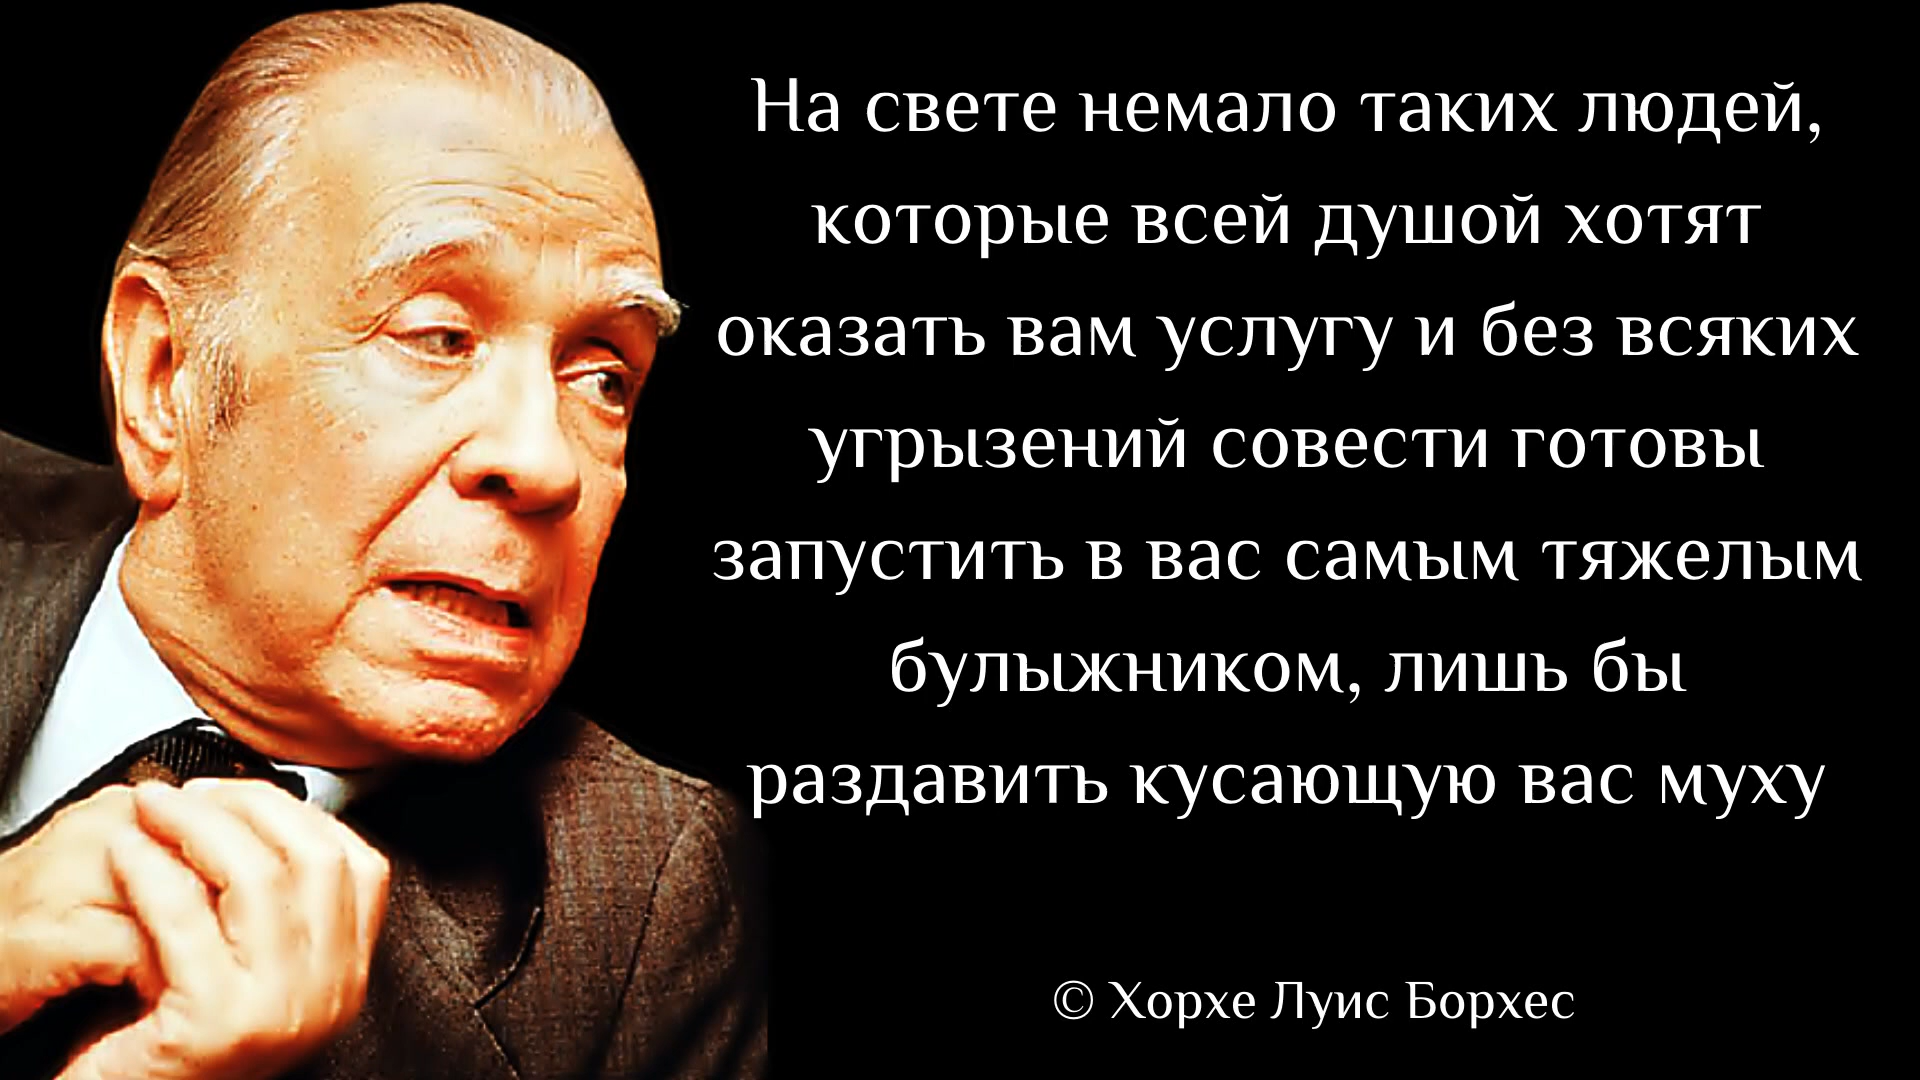 На свете немало таких людей,
которые всей душой хотят
оказать вам услугу и без всяких
угрызений совести готовы
запустить в вас самым тяжелым
булыжником, лишь бы
раздавить кусающую вас муху
© Хорхе Луис Борхес